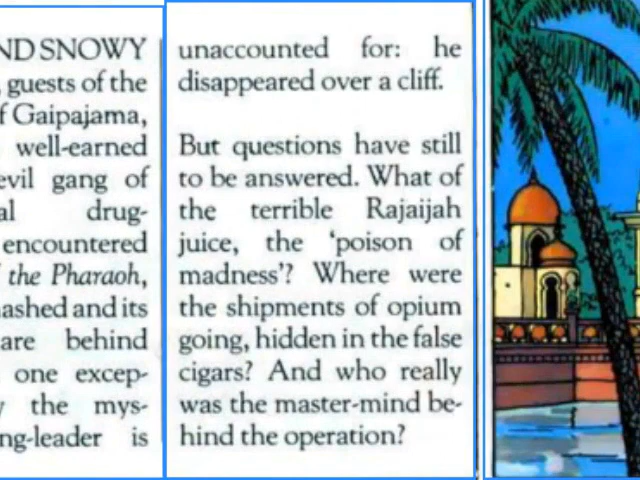 ND SNOWY
, guests of the
f Gaipajama,
well-earned
evil gang of
al drug-
encountered
the Pharaoh,
ashed and its
are behind
one excep-
y the mys-
ng-leader is
unaccounted for: he
disappeared over a cliff.
But questions have still
to be answered. What of
the terrible Rajaijah
juice, the ‘poison of
madness’? Where were
the shipments of opium
going, hidden in the false
cigars? And who really
was the master-mind be-
hind the operation?